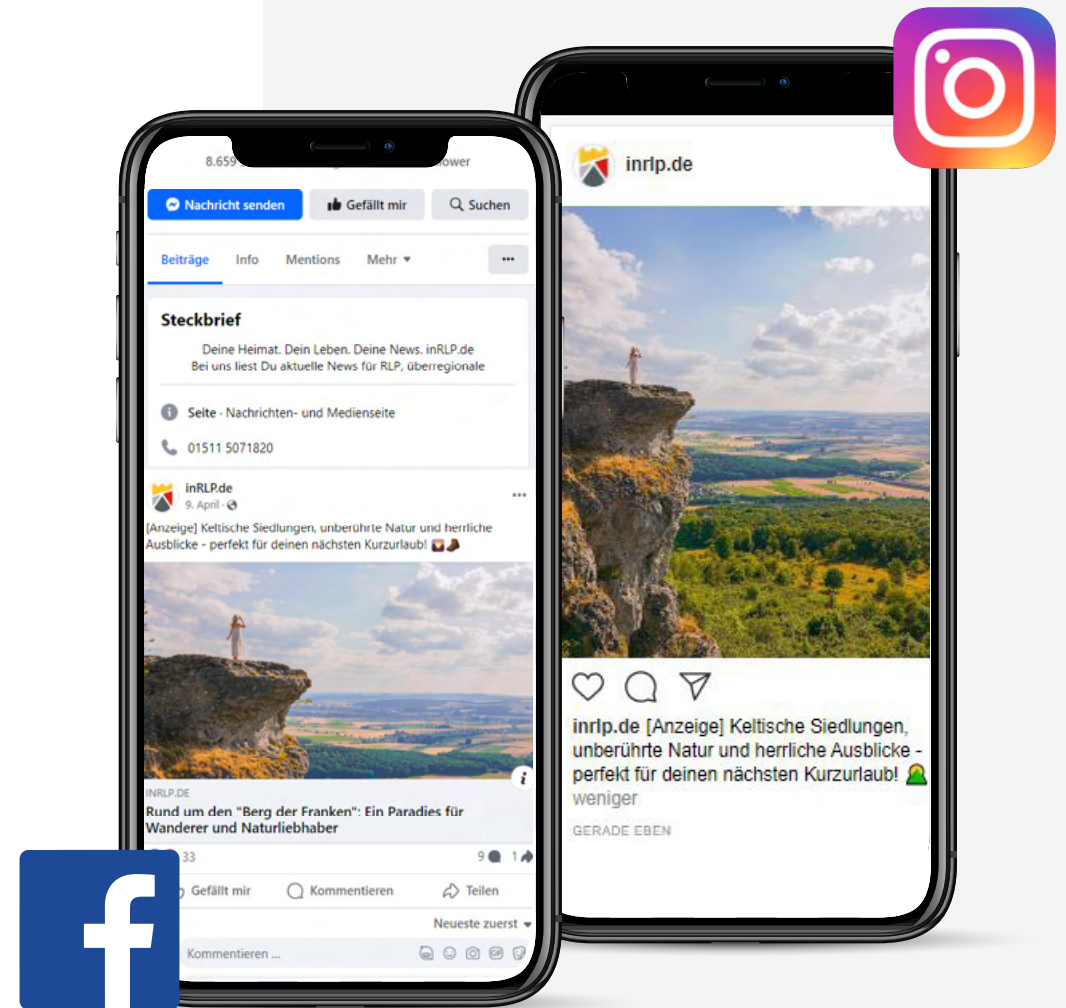 8.659
ower
Nachricht senden
Gefällt mir
Suchen
Beiträge
Info
Mentions
Mehr
Steckbrief
Deine Heimat. Dein Leben. Deine News. inRLP.de
Bei uns liest Du aktuelle News für RLP, überregionale
Seite · Nachrichten- und Medienseite
01511 5071820
inRLP.de
9. April ·
[Anzeige] Keltische Siedlungen, unberührte Natur und herrliche
Ausblicke - perfekt für deinen nächsten Kurzurlaub!
INRLP.DE
Rund um den "Berg der Franken": Ein Paradies für
Wanderer und Naturliebhaber
33
9
1
Gefällt mir
Kommentieren
Teilen
Neueste zuerst
Kommentieren ...
GIF
f
inrlp.de
inrlp.de [Anzeige] Keltische Siedlungen,
unberührte Natur und herrliche Ausblicke -
perfekt für deinen nächsten Kurzurlaub!
weniger
GERADE EBEN